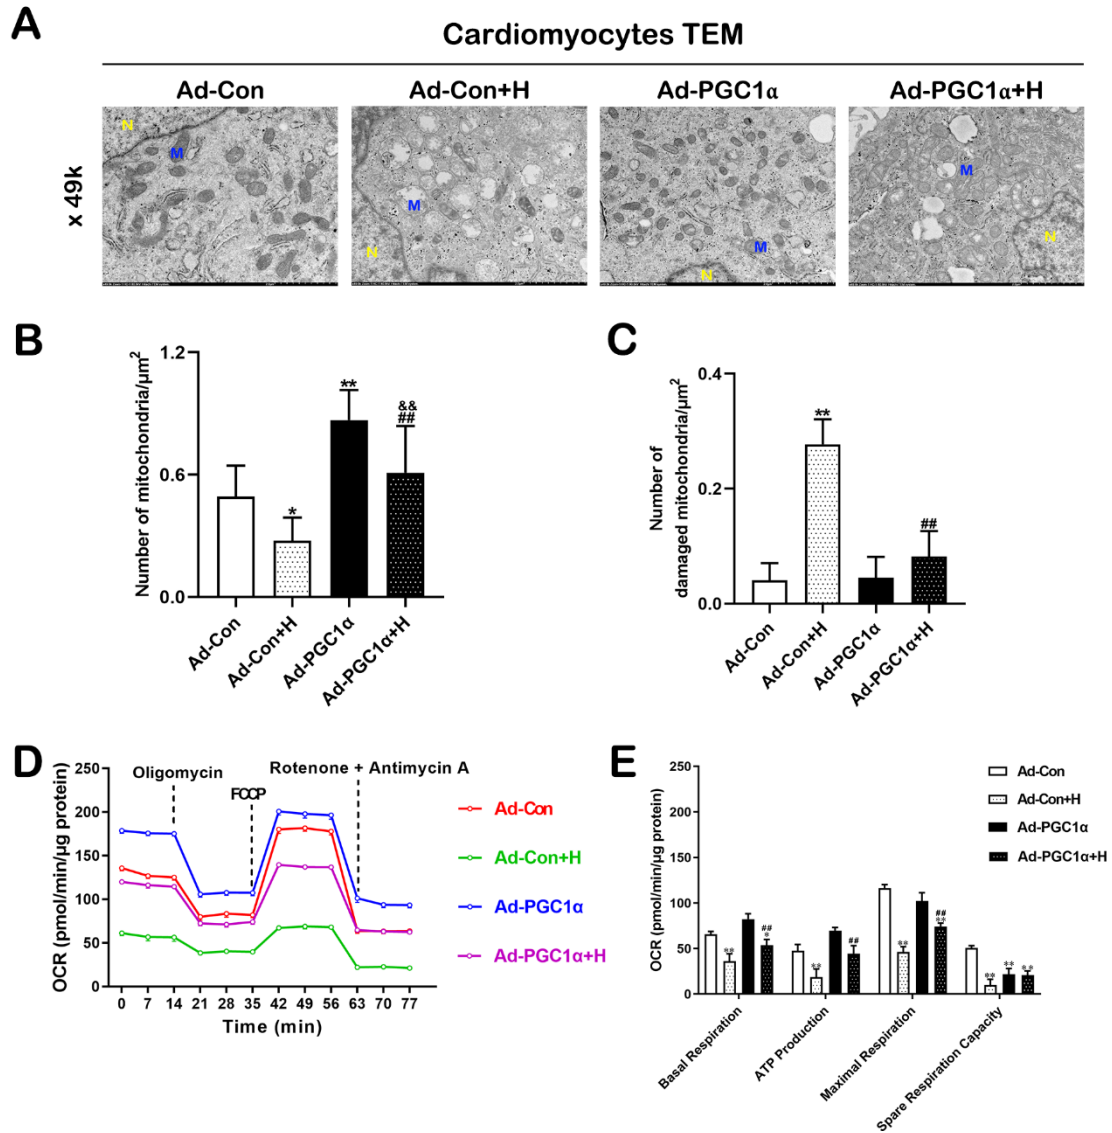 A
Cardiomyocytes TEM
Ad-Con
Ad-Con+H
Ad-PGC1α
Ad-PGC1α+H
x 49k
N
M
M
N
M
N
M
N
B
Number of mitochondria/µm²
1.2
0.6
0.0
*
**
&&
##
Ad-Con
Ad-Con+H
Ad-PGC1α
Ad-PGC1α+H
C
Number of
damaged mitochondria/µm²
0.4
0.2
0.0
**
##
Ad-Con
Ad-Con+H
Ad-PGC1α
Ad-PGC1α+H
D
OCR (pmol/min/µg protein)
250
200
150
100
50
0
Oligomycin
FCCP
Rotenone + Antimycin A
0 7 14 21 28 35 42 49 56 63 70 77
Time (min)
Ad-Con
Ad-Con+H
Ad-PGC1α
Ad-PGC1α+H
E
OCR (pmol/min/µg protein)
250
200
150
100
50
0
Ad-Con
Ad-Con+H
Ad-PGC1α
Ad-PGC1α+H
**
##
*
**
##
**
##
**
**
**
**
Basal Respiration
ATP Production
Maximal Respiration
Spare Respiration Capacity